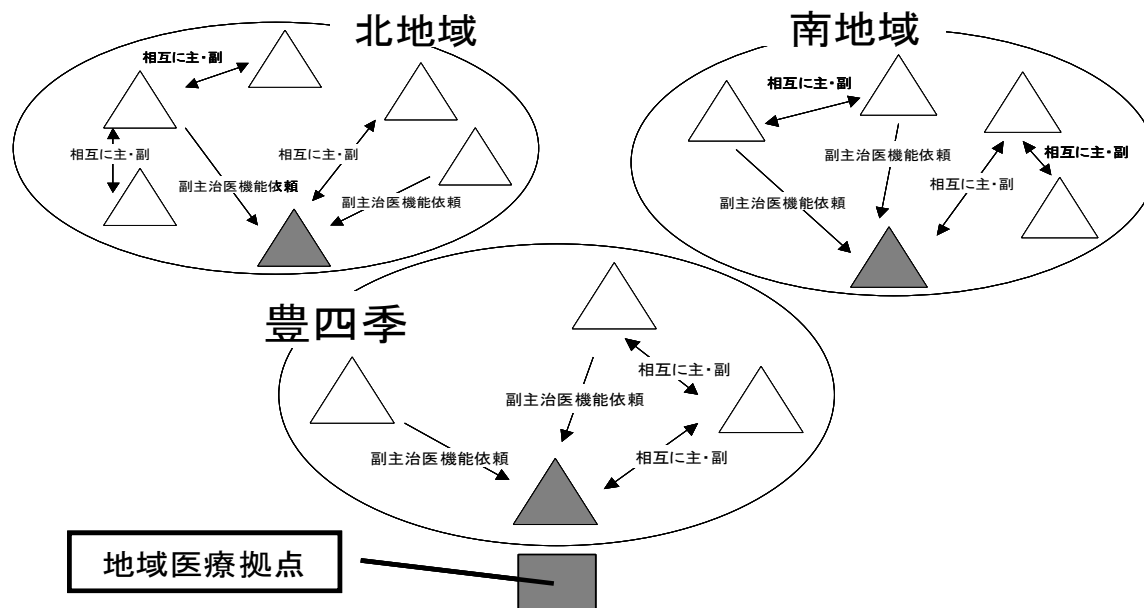 北地域
相互に主・副
相互に主・副
相互に主・副
副主治医機能依頼
副主治医機能依頼
南地域
相互に主・副
副主治医機能依頼
相互に主・副
相互に主・副
副主治医機能依頼
豊四季
相互に主・副
副主治医機能依頼
副主治医機能依頼
相互に主・副
地域医療拠点